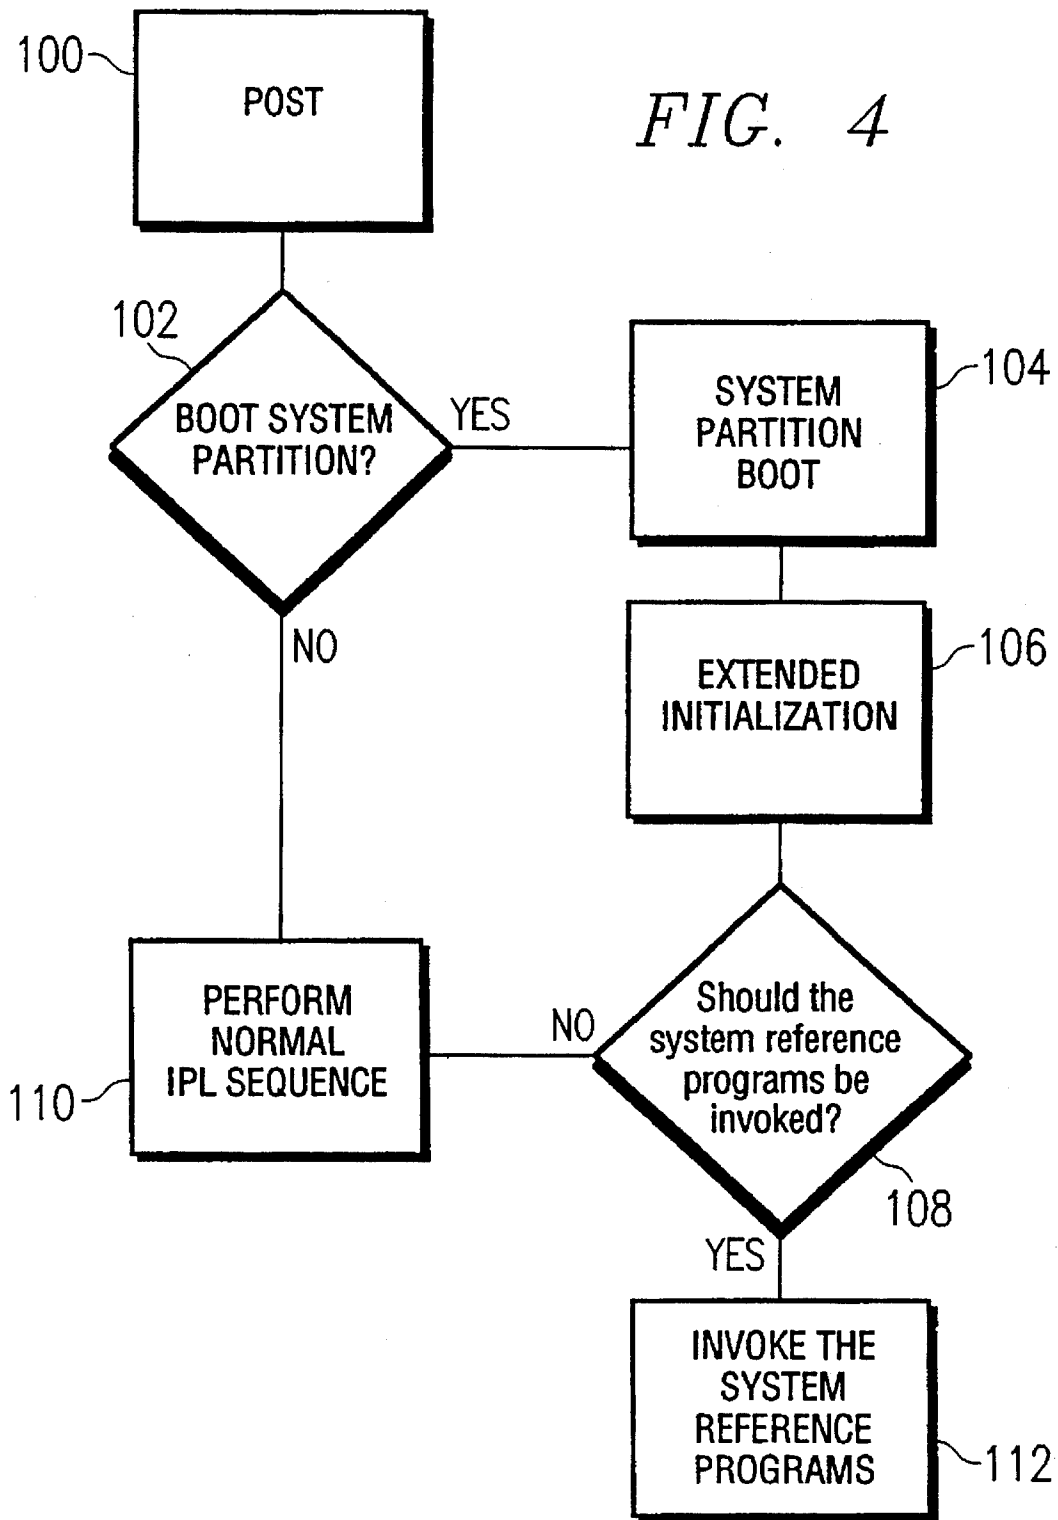 100
POST
FIG. 4
102
BOOT SYSTEM
PARTITION?
YES
SYSTEM
PARTITION
BOOT
104
NO
EXTENDED
INITIALIZATION
106
PERFORM
NORMAL
IPL SEQUENCE
110
NO
Should the
system reference
programs be
invoked?
108
YES
INVOKE THE
SYSTEM
REFERENCE
PROGRAMS
112